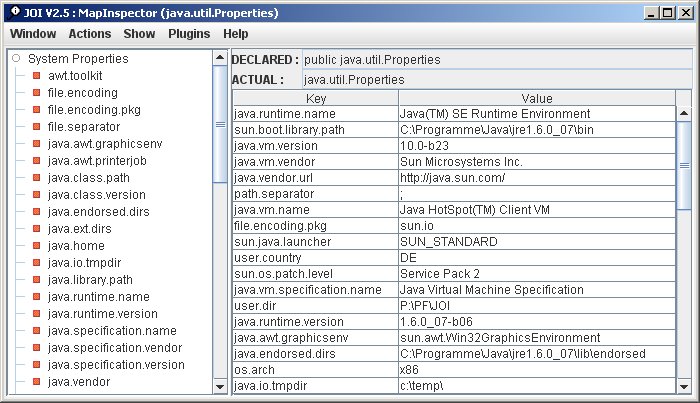 JOI V2.5 : MapInspector (java.util.Properties)
Window Actions Show Plugins Help
System Properties
awt.toolkit
file.encoding
file.encoding.pkg
file.separator
java.awt.graphicsenv
java.awt.printerjob
java.class.path
java.class.version
java.endorsed.dirs
java.ext.dirs
java.home
java.io.tmpdir
java.library.path
java.runtime.name
java.runtime.version
java.specification.name
java.specification.vendor
java.specification.version
java.vendor
DECLARED : public java.util.Properties
ACTUAL : java.util.Properties
Key Value
java.runtime.name Java(TM) SE Runtime Environment
sun.boot.library.path C:\Programme\Java\jre1.6.0_07\bin
java.vm.version 10.0-b23
java.vm.vendor Sun Microsystems Inc.
java.vendor.url http://java.sun.com/
path.separator ;
java.vm.name Java HotSpot(TM) Client VM
file.encoding.pkg sun.io
sun.java.launcher SUN_STANDARD
user.country DE
sun.os.patch.level Service Pack 2
java.vm.specification.name Java Virtual Machine Specification
user.dir P:\PF\JOI
java.runtime.version 1.6.0_07-b06
java.awt.graphicsenv sun.awt.Win32GraphicsEnvironment
java.endorsed.dirs C:\Programme\Java\jre1.6.0_07\lib\endorsed
os.arch x86
java.io.tmpdir c:\temp\